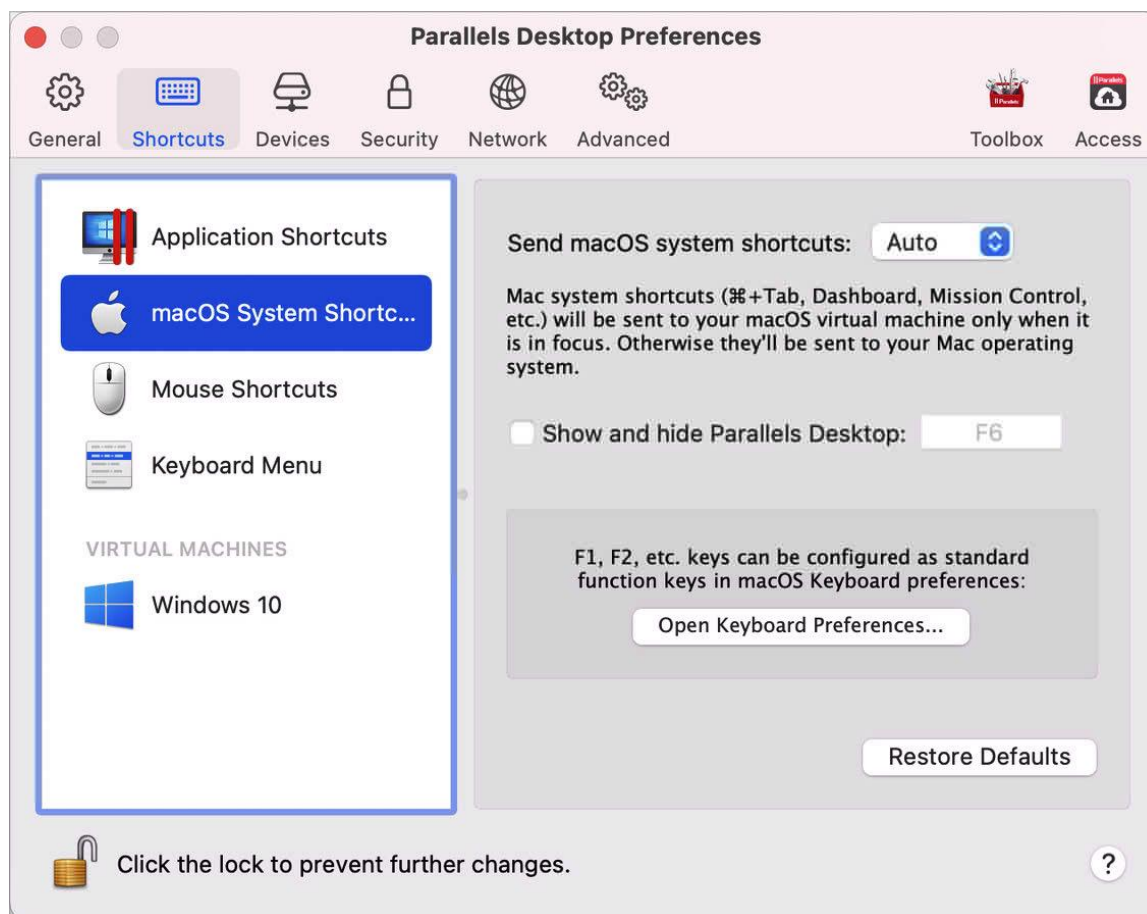 Parallels Desktop Preferences
General
Shortcuts
Devices
Security
Network
Advanced
Toolbox
Access
Application Shortcuts
macOS System Shortc...
Mouse Shortcuts
Keyboard Menu
VIRTUAL MACHINES
Windows 10
Send macOS system shortcuts: Auto
Mac system shortcuts (⌘+Tab, Dashboard, Mission Control,
etc.) will be sent to your macOS virtual machine only when it
is in focus. Otherwise they'll be sent to your Mac operating
system.
Show and hide Parallels Desktop: F6
F1, F2, etc. keys can be configured as standard
function keys in macOS Keyboard preferences:
Open Keyboard Preferences...
Restore Defaults
Click the lock to prevent further changes.
?